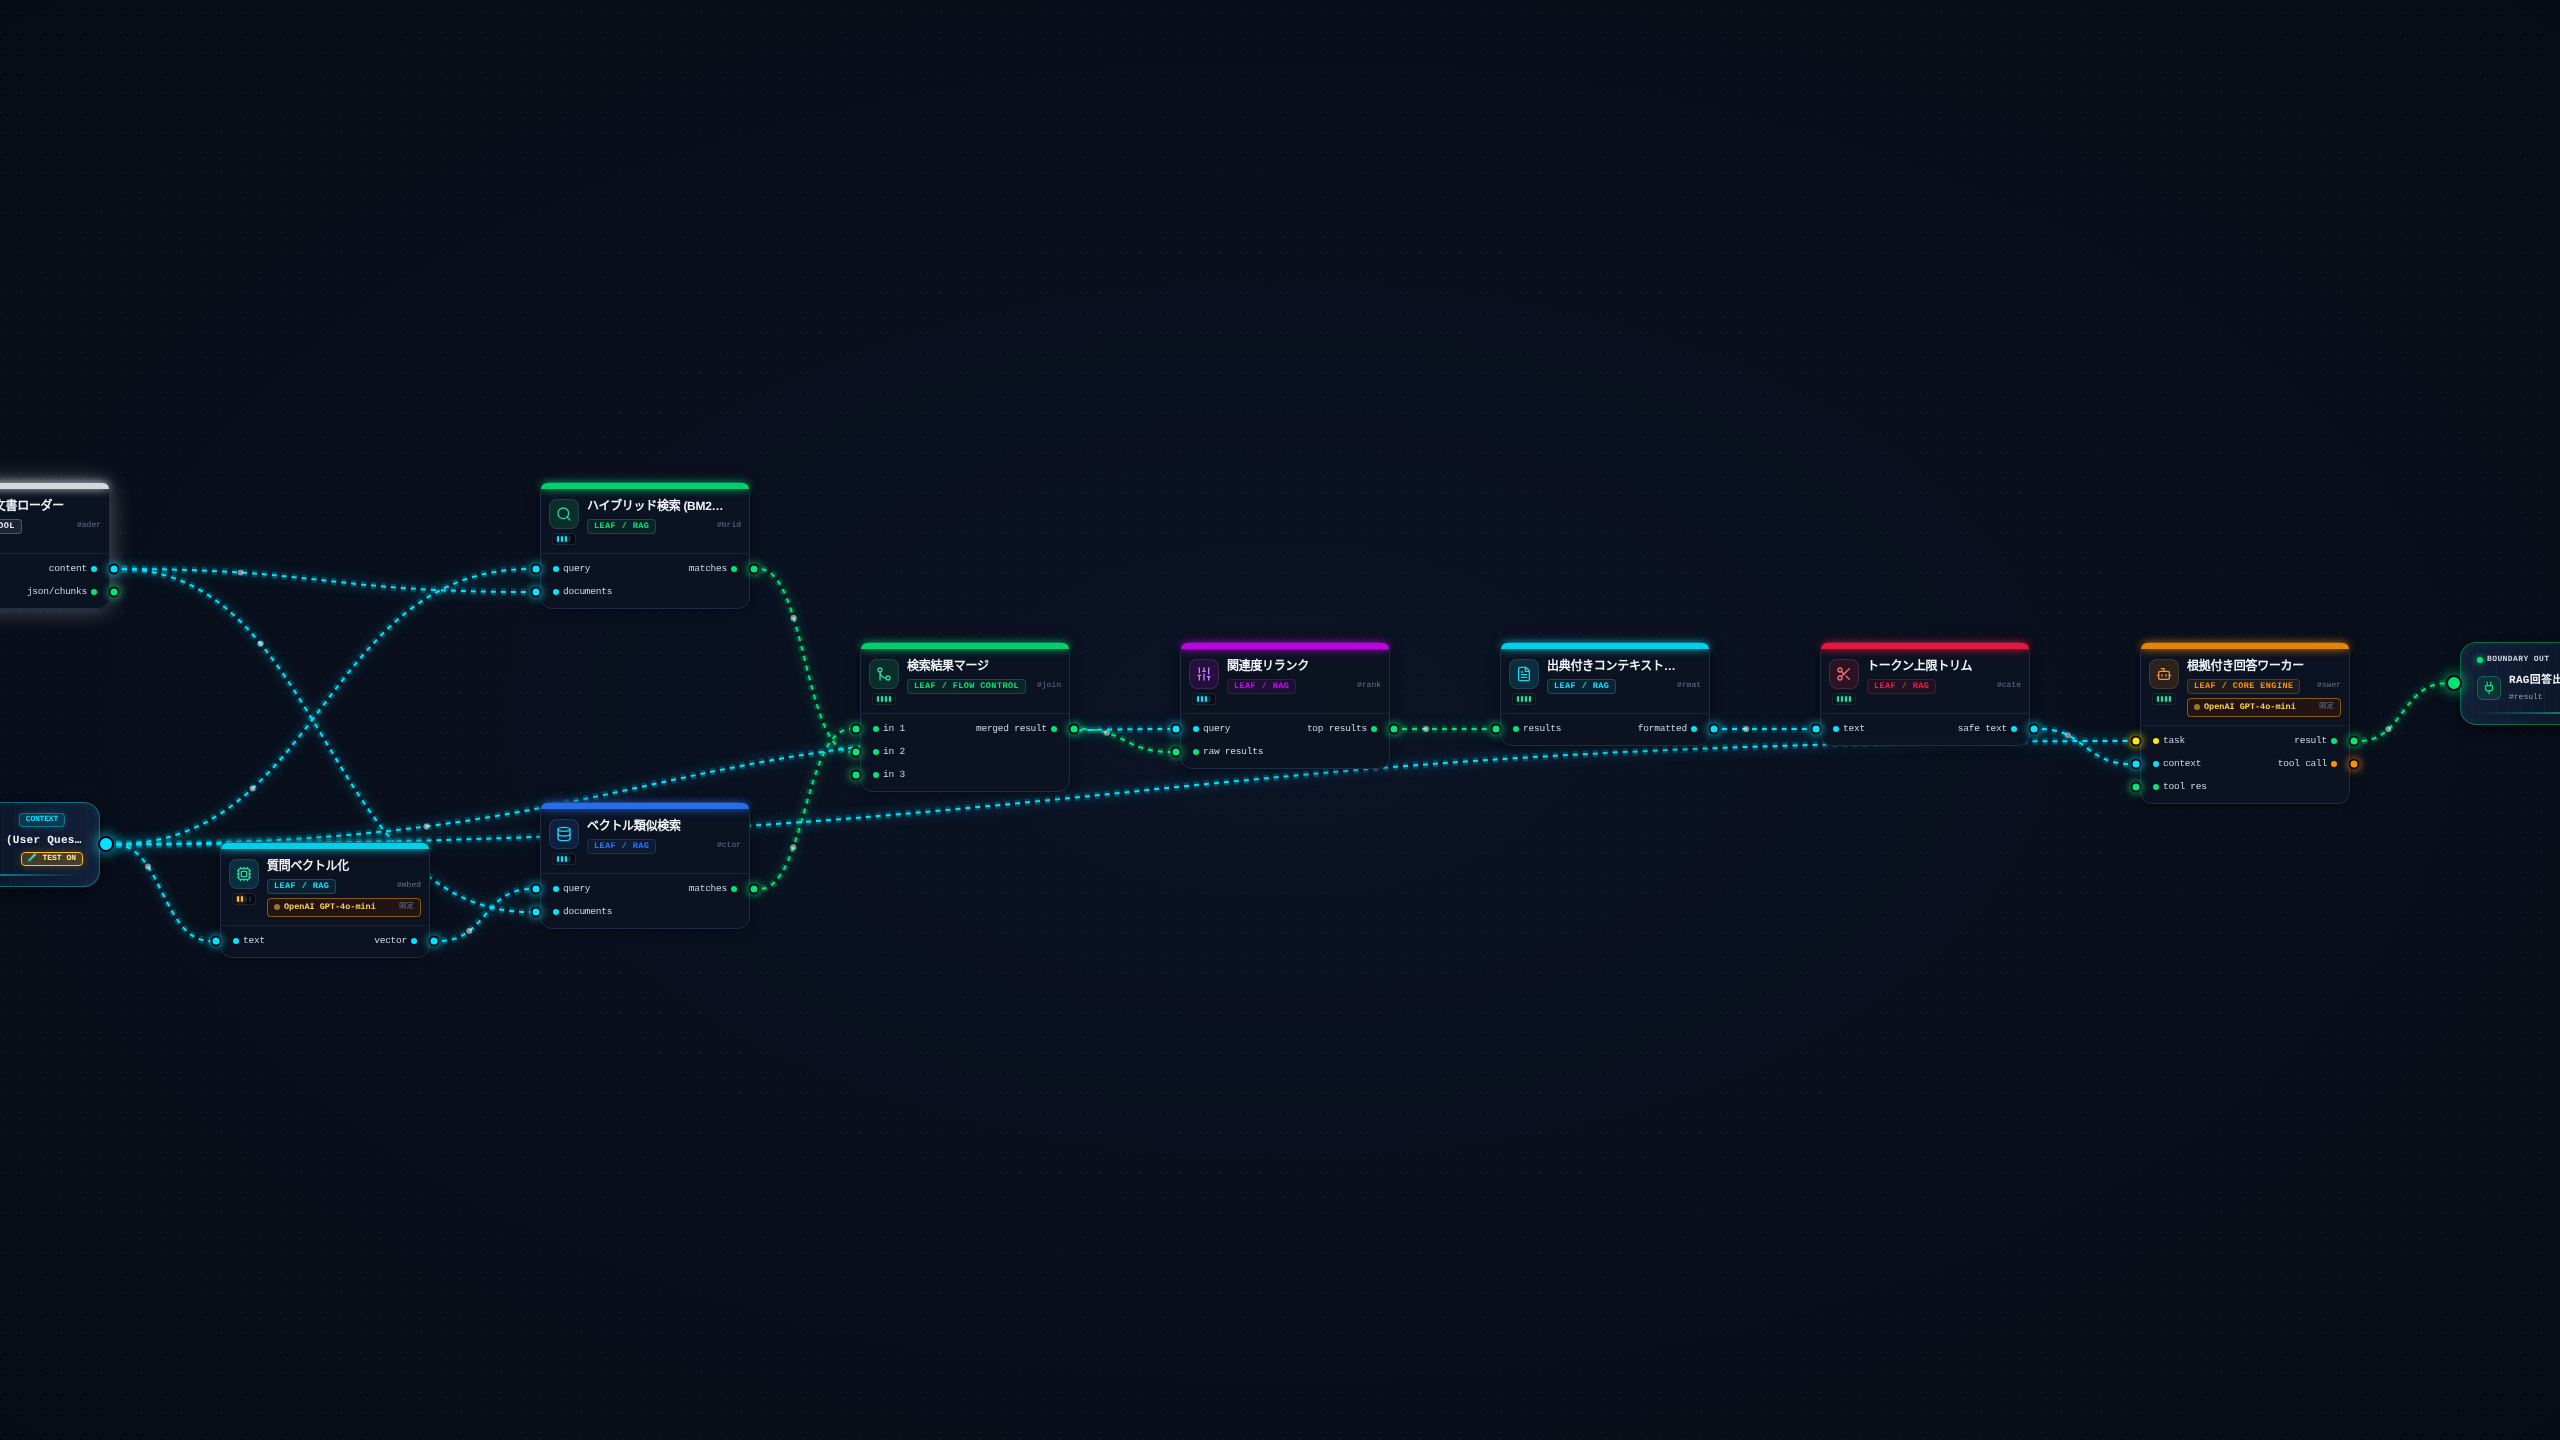 文書ローダー
OOL
#ader
content
json/chunks
CONTEXT
(User Ques…
TEST ON
質問ベクトル化
LEAF / RAG
#mbed
OpenAI GPT-4o-mini
固定
text
vector
ハイブリッド検索 (BM2…
LEAF / RAG
#brid
query
matches
documents
ベクトル類似検索
LEAF / RAG
#ctor
query
matches
documents
検索結果マージ
LEAF / FLOW CONTROL
#join
in 1
merged result
in 2
in 3
関連度リランク
LEAF / RAG
#rank
query
top results
raw results
出典付きコンテキスト…
LEAF / RAG
#rmat
results
formatted
トークン上限トリム
LEAF / RAG
#cate
text
safe text
根拠付き回答ワーカー
LEAF / CORE ENGINE
#swer
OpenAI GPT-4o-mini
固定
task
result
context
tool call
tool res
BOUNDARY OUT
RAG回答出
#result